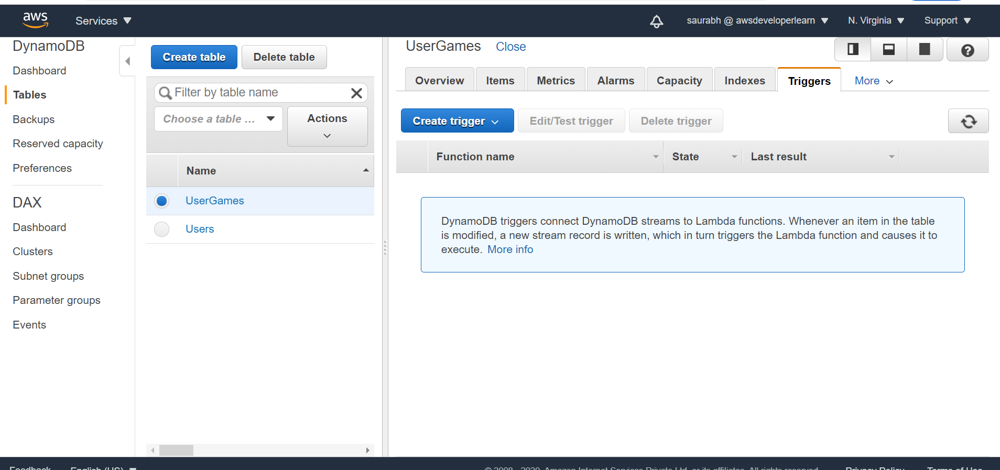 aws
Services
saurabh @ awsdeveloperlearn
N. Virginia
Support
DynamoDB
Dashboard
Tables
Backups
Reserved capacity
Preferences
DAX
Dashboard
Clusters
Subnet groups
Parameter groups
Events
Create table
Delete table
Filter by table name
Choose a table ...
Actions
Name
UserGames
Users
UserGames Close
Overview
Items
Metrics
Alarms
Capacity
Indexes
Triggers
More
Create trigger
Edit/Test trigger
Delete trigger
Function name
State
Last result
DynamoDB triggers connect DynamoDB streams to Lambda functions. Whenever an item in the table
is modified, a new stream record is written, which in turn triggers the Lambda function and causes it to
execute. More info
Feedback
English (US)
© 2008 - 2020, Amazon Internet Services Private Ltd. or its affiliates. All rights reserved.
Privacy Policy
Terms of Use